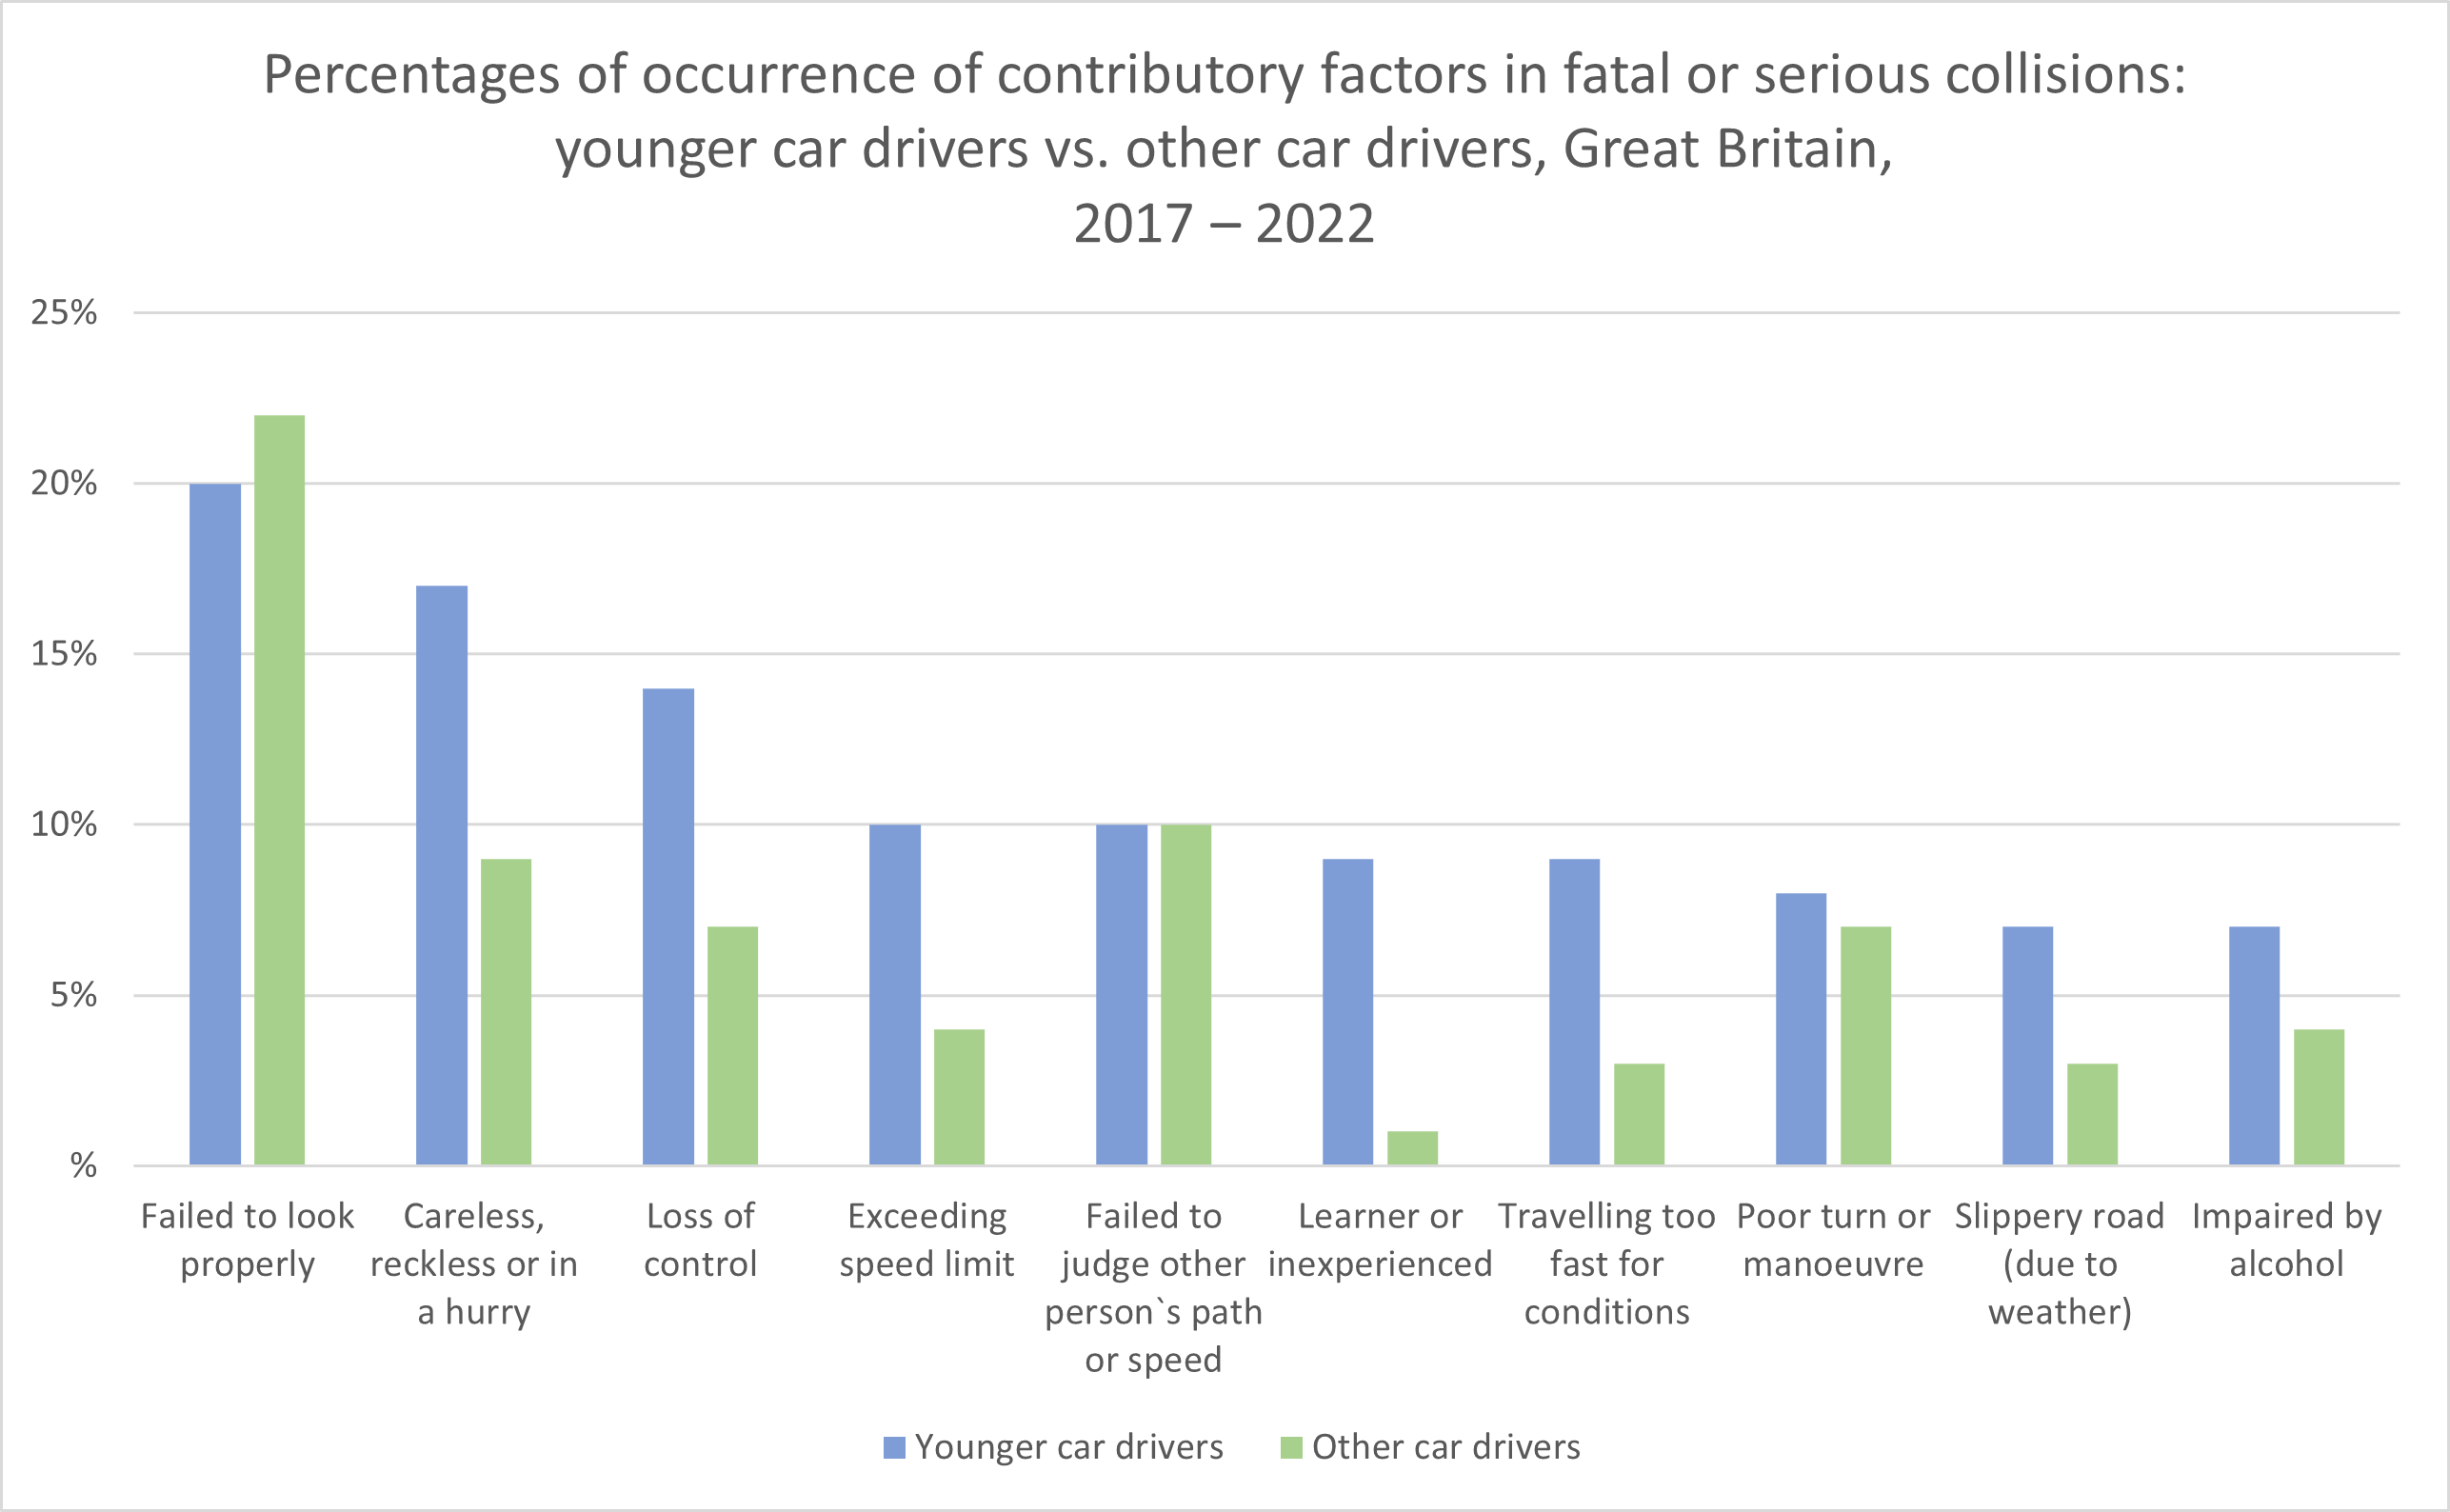 Percentages of occurrence of contributory factors in fatal or serious collisions:
younger car drivers vs. other car drivers, Great Britain,
2017 – 2022
25%
20%
15%
10%
5%
%
Failed to look
properly
Careless,
reckless or in
a hurry
Loss of
control
Exceeding
speed limit
Failed to
judge other
person`s path
or speed
Learner or
inexperienced
Travelling too
fast for
conditions
Poor turn or
manoeuvre
Slippery road
(due to
weather)
Impaired by
alcohol
Younger car drivers
Other car drivers